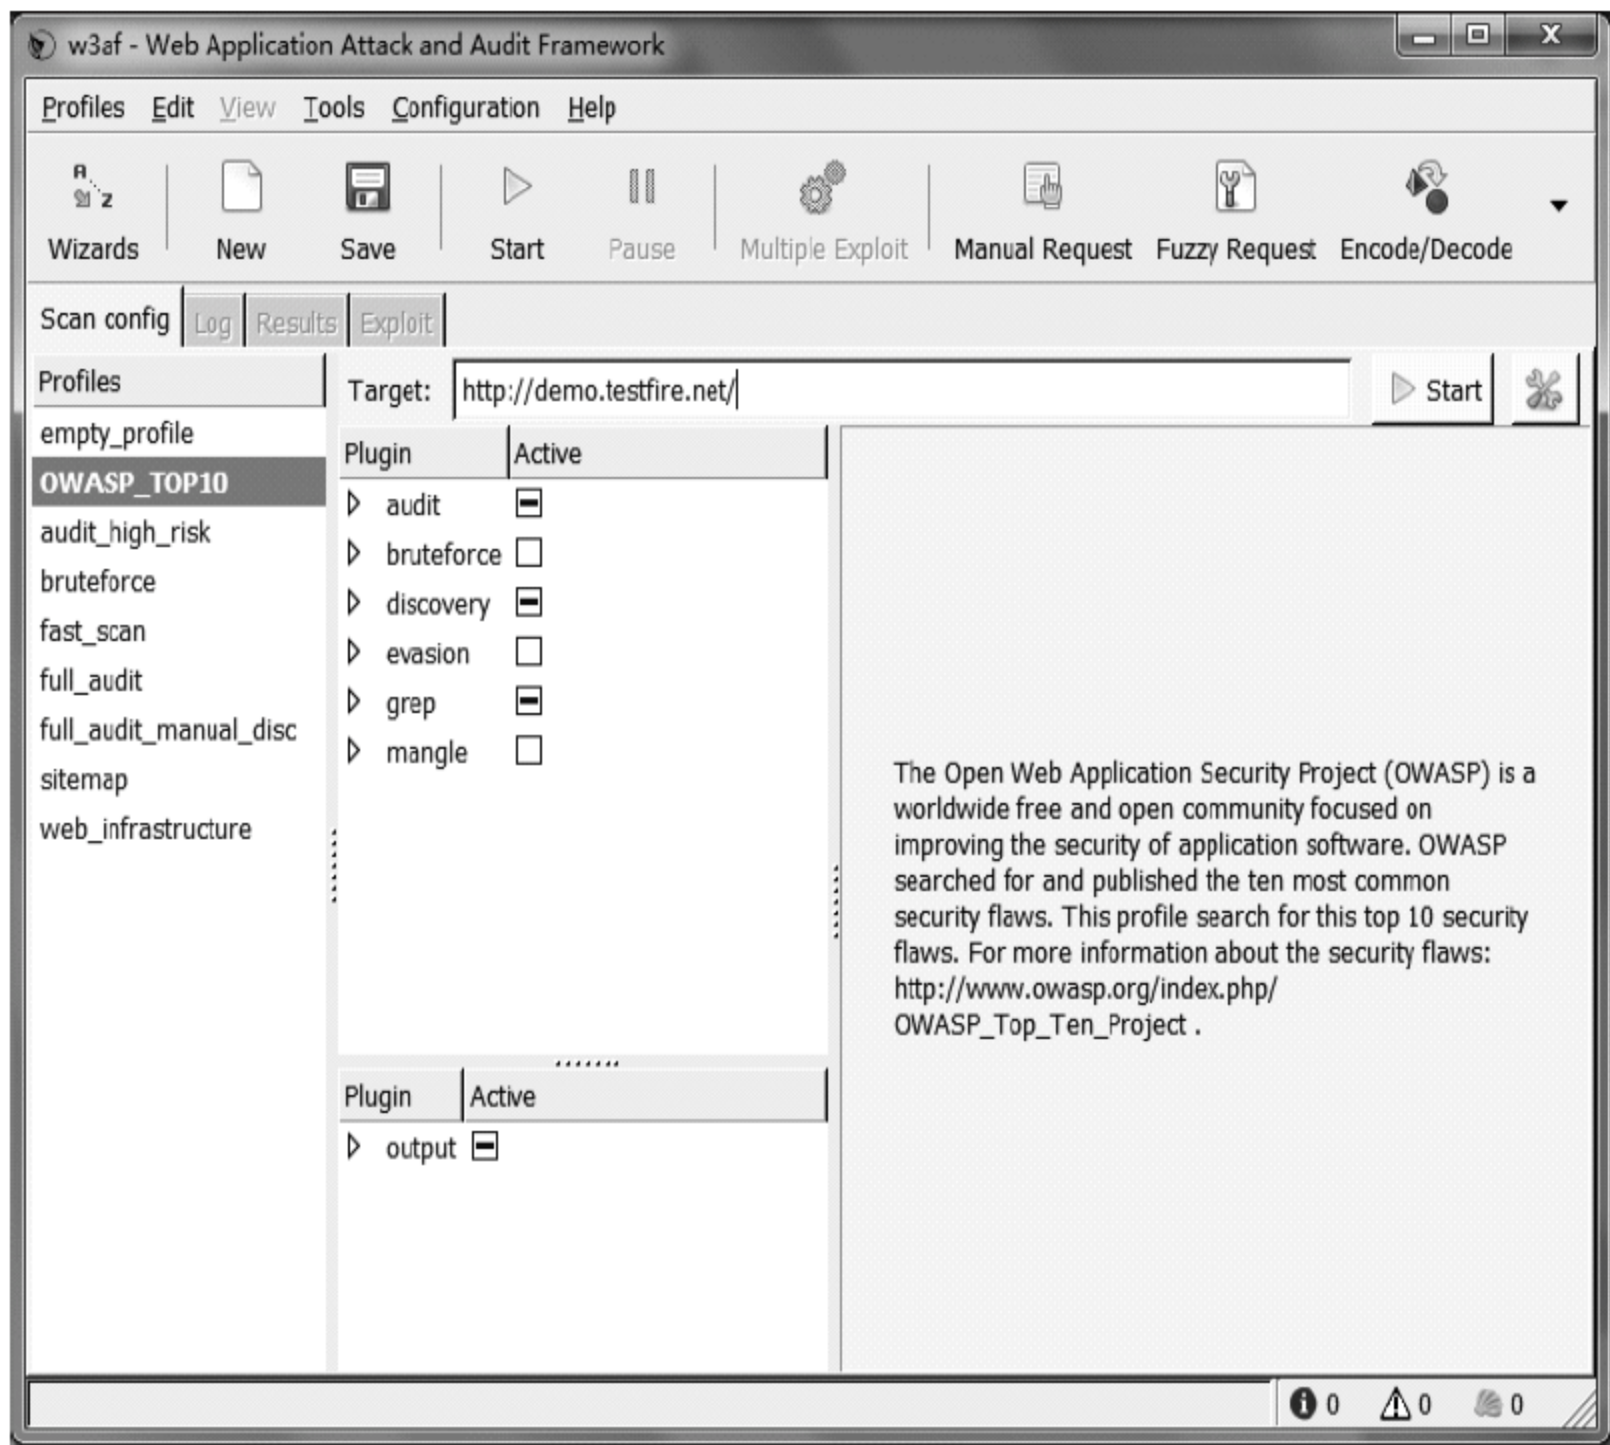 w3af - Web Application Attack and Audit Framework
Profiles Edit View Tools Configuration Help
A
Z
Wizards New Save Start Pause Multiple Exploit Manual Request Fuzzy Request Encode/Decode
Scan config Log Results Exploit
Profiles
empty_profile
OWASP_TOP10
audit_high_risk
bruteforce
fast_scan
full_audit
full_audit_manual_disc
sitemap
web_infrastructure
Target: http://demo.testfire.net/ Start
Plugin Active
audit
bruteforce
discovery
evasion
grep
mangle
Plugin Active
output
The Open Web Application Security Project (OWASP) is a
worldwide free and open community focused on
improving the security of application software. OWASP
searched for and published the ten most common
security flaws. This profile search for this top 10 security
flaws. For more information about the security flaws:
http://www.owasp.org/index.php/
OWASP_Top_Ten_Project .
0 0 0